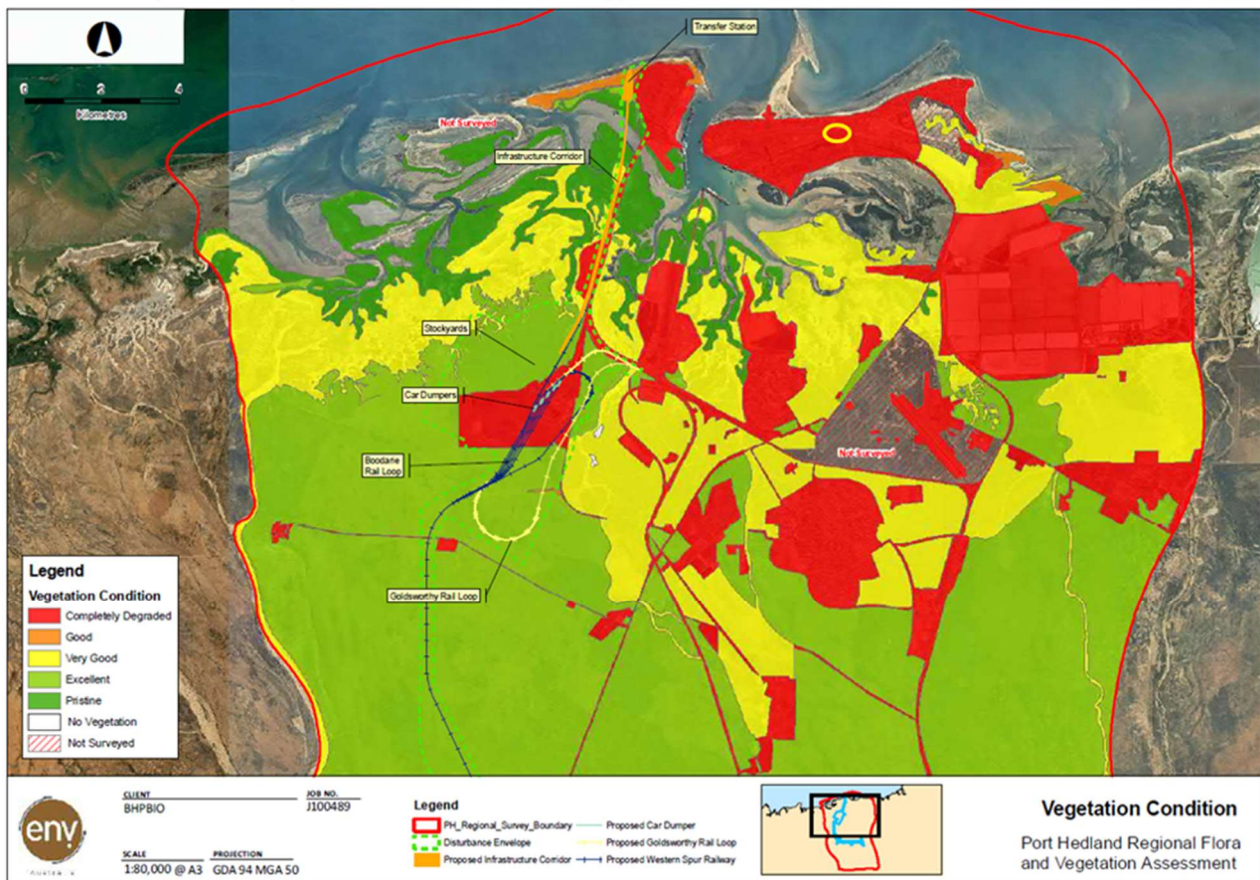 Transfer Station
0 2 4
Kilometres
Not Surveyed
Infrastructure Corridor
Stockyards
Car Dumpers
Boodarie
Rail Loop
Not Surveyed
Goldsworthy Rail Loop
Legend
Vegetation Condition
Completely Degraded
Good
Very Good
Excellent
Pristine
No Vegetation
Not Surveyed
env
AUSTRALIA
CLIENT
BHPBIO
JOB NO.
J100489
SCALE
1:80,000 @ A3
PROJECTION
GDA 94 MGA 50
Legend
PH_Regional_Survey_Boundary
Disturbance Envelope
Proposed Infrastructure Corridor
Proposed Car Dumper
Proposed Goldsworthy Rail Loop
Proposed Western Spur Railway
Vegetation Condition
Port Hedland Regional Flora
and Vegetation Assessment